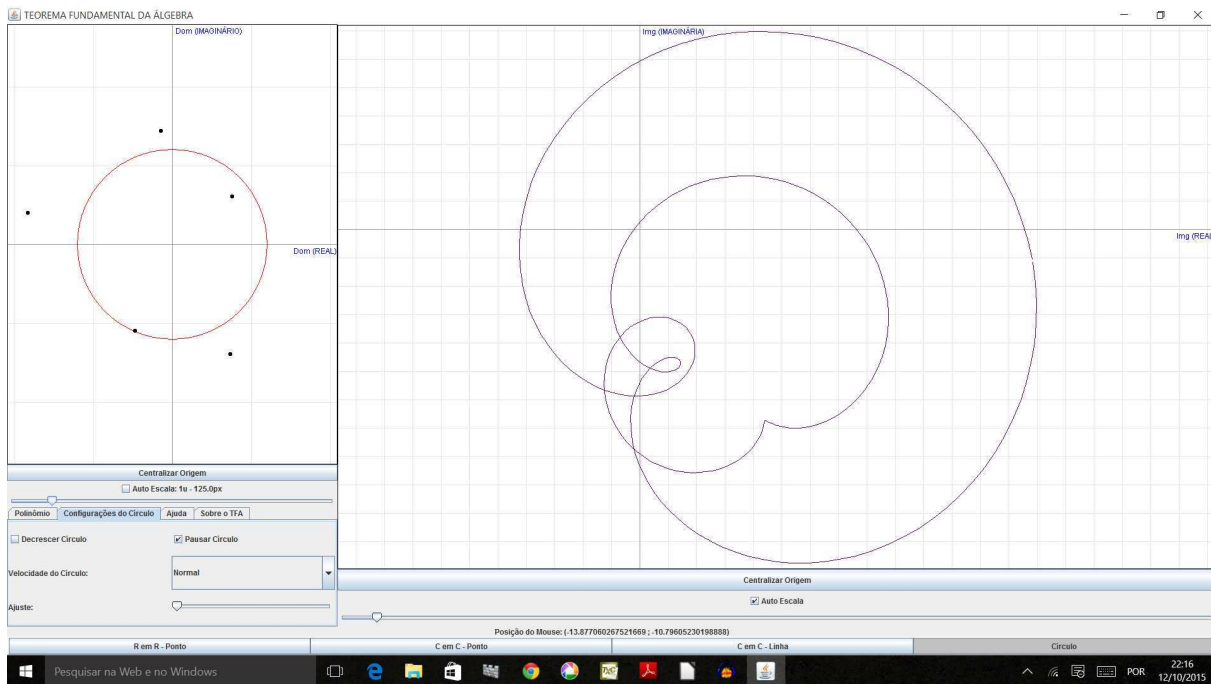 TEOREMA FUNDAMENTAL DA ÁLGEBRA
Dom (IMAGINÁRIO)
Dom (REAL)
Img (IMAGINÁRIA)
Img (REAL
Centralizar Origem
Auto Escala: 1u - 125.0px
Polinômio Configurações do Círculo Ajuda Sobre o TFA
Decrescer Círculo Pausar Círculo
Velocidade do Círculo: Normal
Ajuste:
Centralizar Origem
Auto Escala
Posição do Mouse: (-13.877060267521669 ; -10.79605230198888)
R em R - Ponto C em C - Ponto C em C - Linha Círculo
Pesquisar na Web e no Windows
POR
22:16
12/10/2015